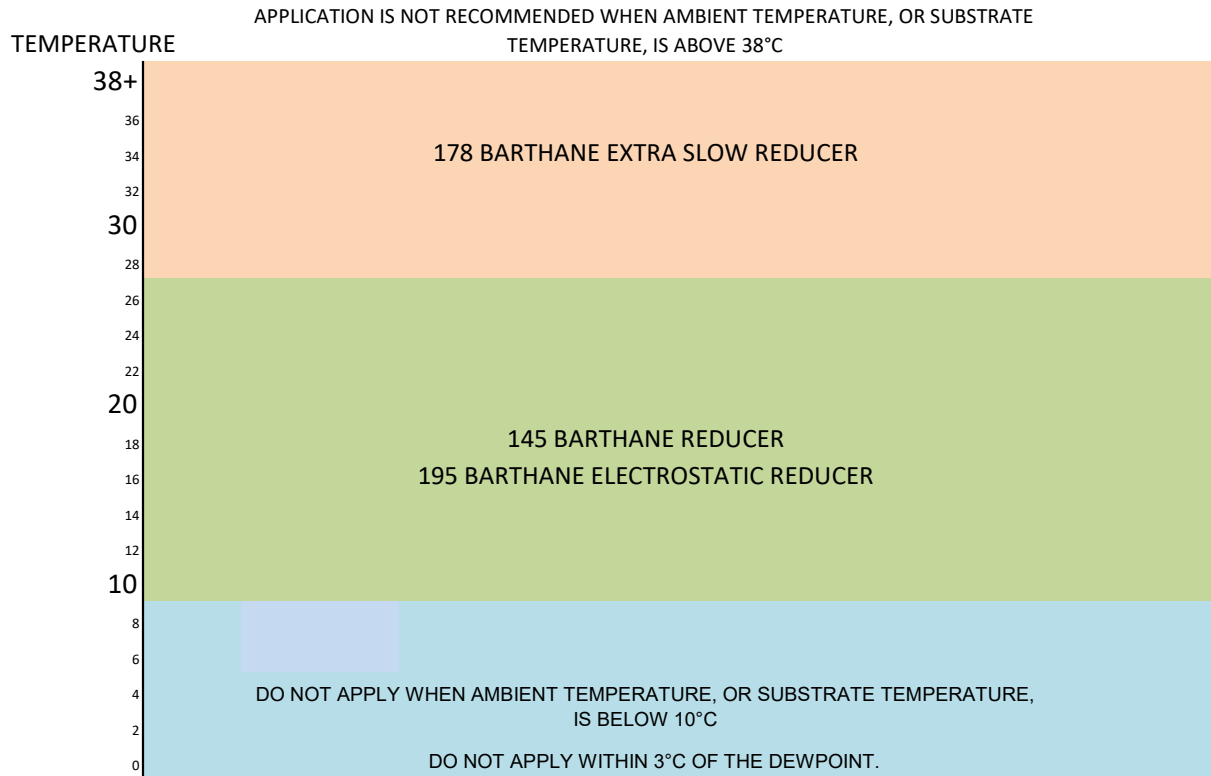 APPLICATION IS NOT RECOMMENDED WHEN AMBIENT TEMPERATURE, OR SUBSTRATE
TEMPERATURE, IS ABOVE 38°C
TEMPERATURE
38+
36
34
178 BARTHANE EXTRA SLOW REDUCER
32
30
28
26
24
22
20
18
145 BARTHANE REDUCER
16
195 BARTHANE ELECTROSTATIC REDUCER
14
12
10
8
6
4
DO NOT APPLY WHEN AMBIENT TEMPERATURE, OR SUBSTRATE TEMPERATURE,
IS BELOW 10°C
2
0
DO NOT APPLY WITHIN 3°C OF THE DEWPOINT.